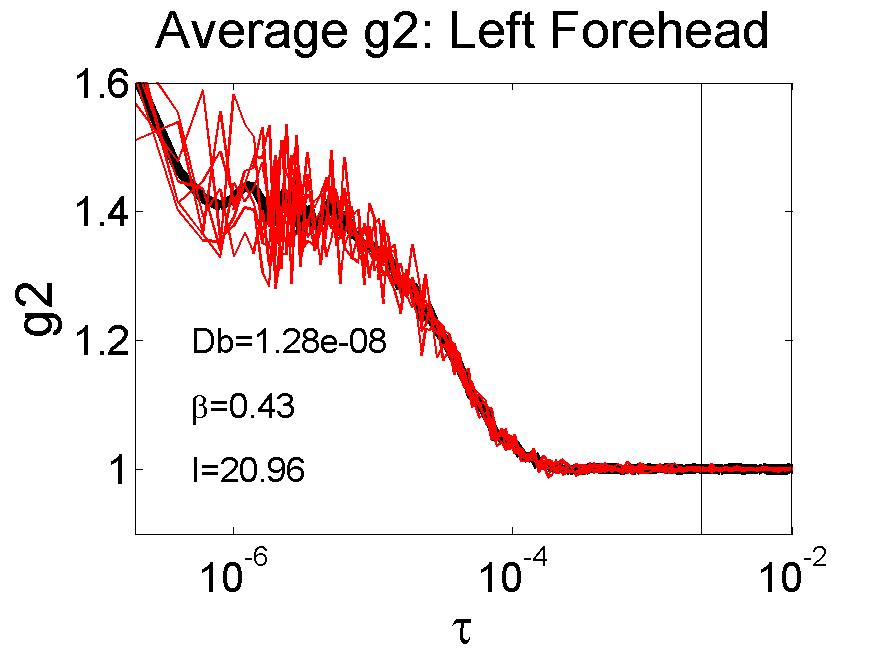 Average g2: Left Forehead
1.6
1.4
1.2
1
g2
Db=1.28e-08
β=0.43
I=20.96
10^-6
10^-4
10^-2
τ